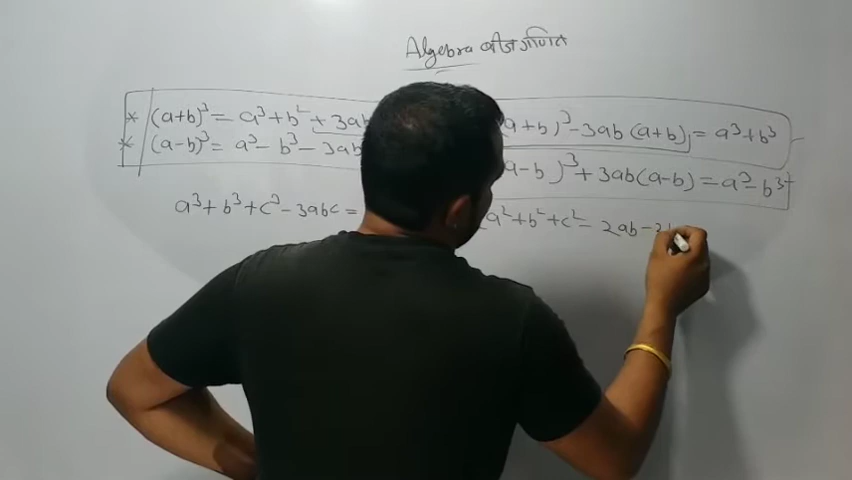 Algebra बीजगणित
* (a+b)³ = a³+b² + 3ab (a+b)³ - 3ab (a+b) = a³+b³
* (a-b)³ = a³- b³ - 3ab (a-b)³ + 3ab(a-b) = a³- b³
a³ + b³ + c³ - 3abc = a²+b²+c² - 2ab -